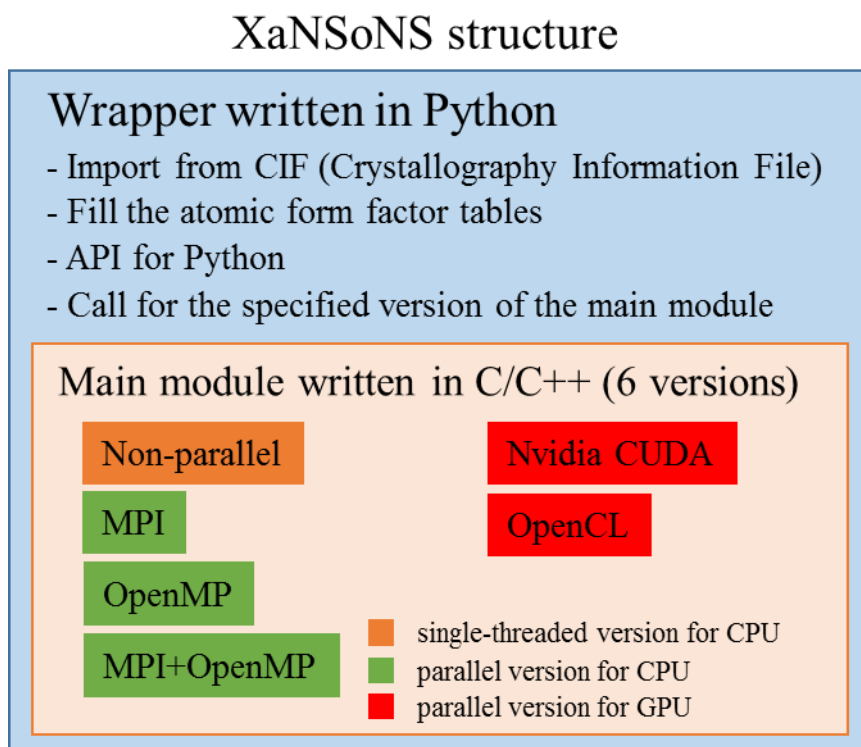 XaNSoNS structure
Wrapper written in Python
- Import from CIF (Crystallography Information File)
- Fill the atomic form factor tables
- API for Python
- Call for the specified version of the main module
Main module written in C/C++ (6 versions)
Non-parallel
MPI
OpenMP
MPI+OpenMP
Nvidia CUDA
OpenCL
single-threaded version for CPU
parallel version for CPU
parallel version for GPU